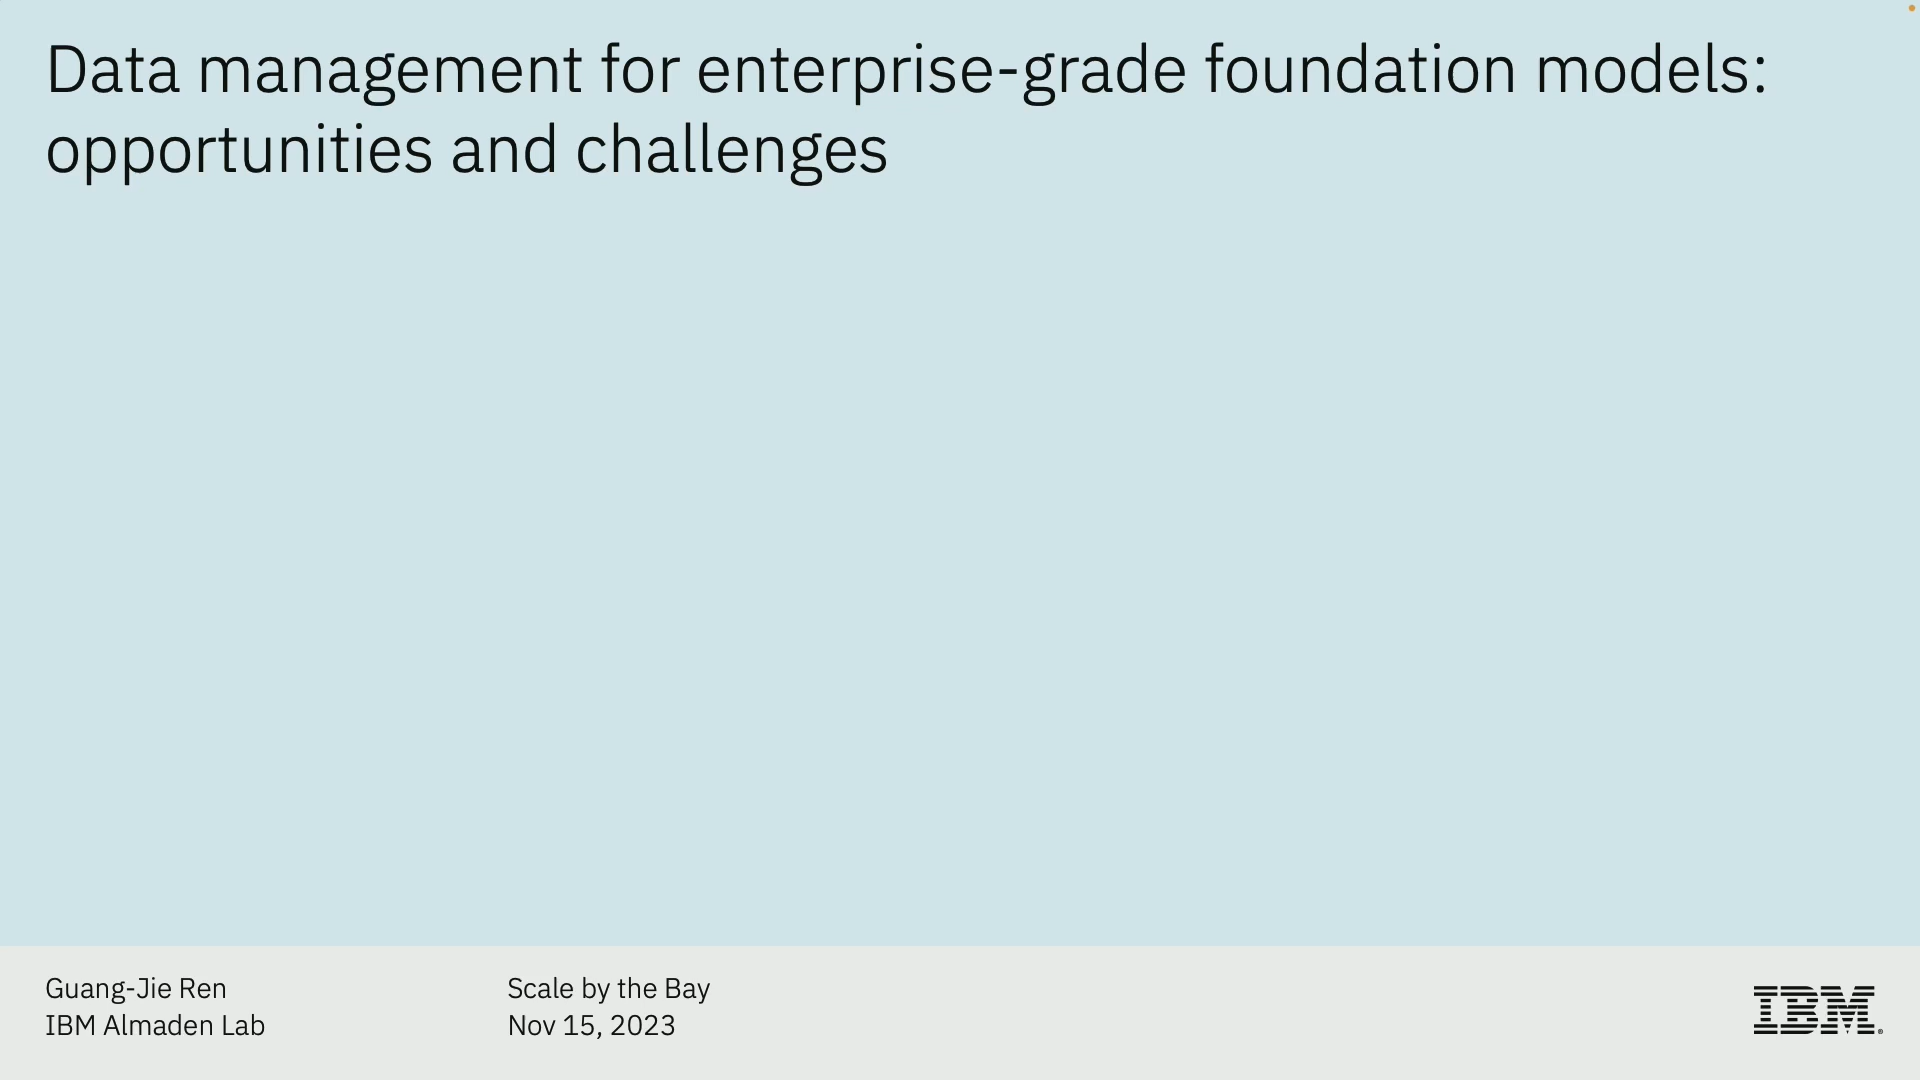 Data management for enterprise-grade foundation models:
opportunities and challenges
Guang-Jie Ren
IBM Almaden Lab
Scale by the Bay
Nov 15, 2023
IBM®